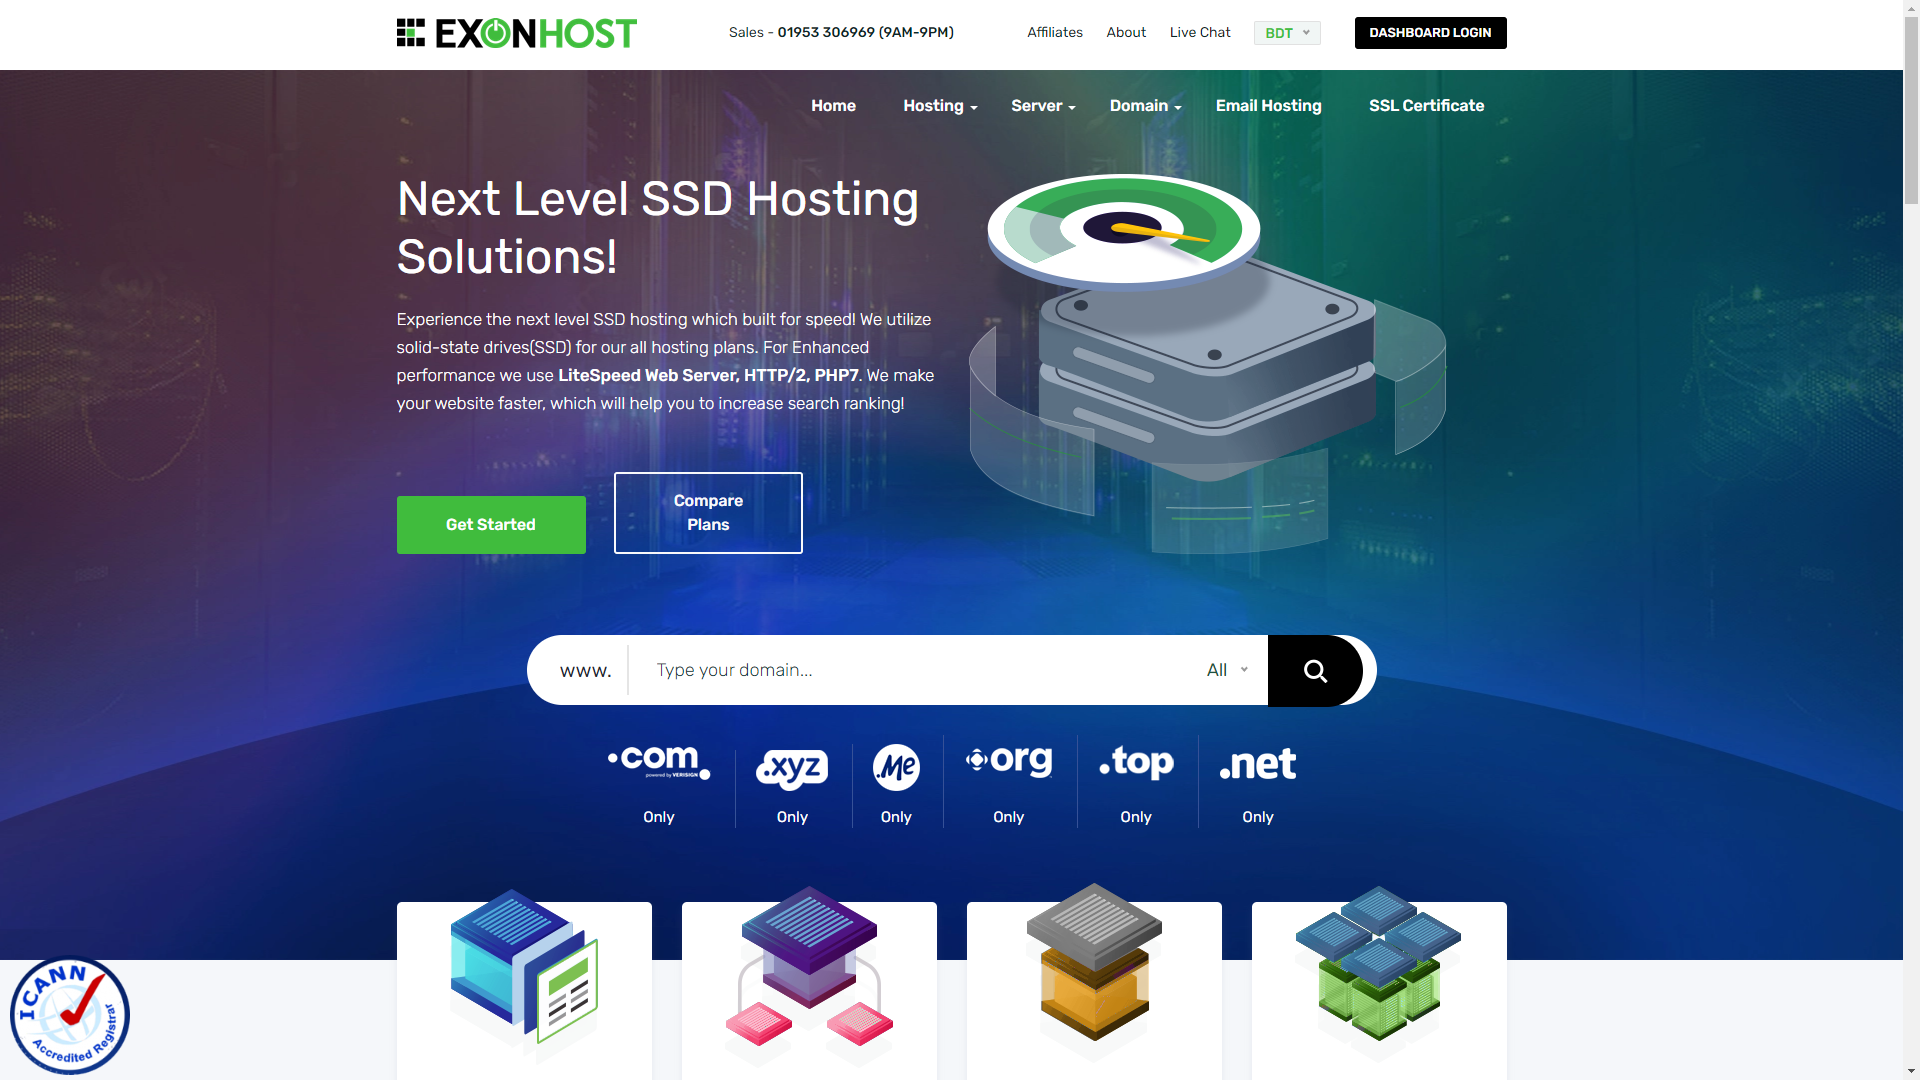 EXONHOST
Sales - 01953 306969 (9AM-9PM)
Affiliates
About
Live Chat
BDT
DASHBOARD LOGIN
Home
Hosting
Server
Domain
Email Hosting
SSL Certificate
Next Level SSD Hosting
Solutions!
Experience the next level SSD hosting which built for speed! We utilize
solid-state drives(SSD) for our all hosting plans. For Enhanced
performance we use LiteSpeed Web Server, HTTP/2, PHP7. We make
your website faster, which will help you to increase search ranking!
Get Started
Compare
Plans
www.
Type your domain...
All
.com
powered by VERISIGN
.xyz
.Me
.org
.top
.net
Only
Only
Only
Only
Only
Only
ICANN
Accredited Registrar